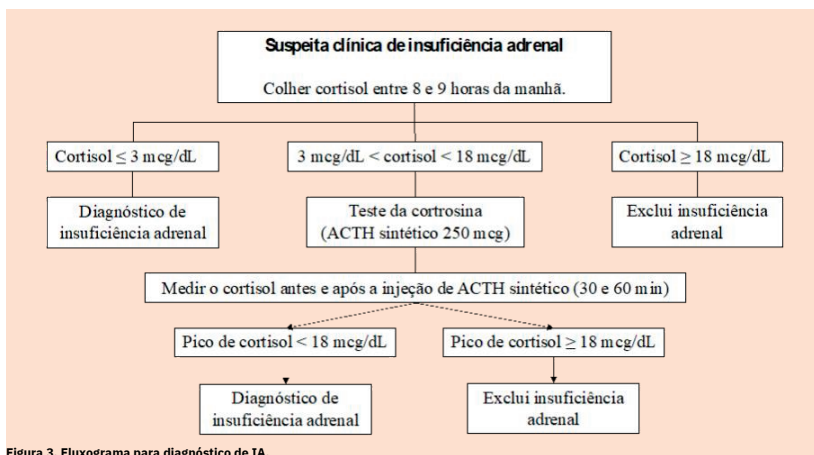 Suspeita clínica de insuficiência adrenal
Colher cortisol entre 8 e 9 horas da manhã.
Cortisol ≤ 3 mcg/dL
3 mcg/dL < cortisol < 18 mcg/dL
Cortisol ≥ 18 mcg/dL
Diagnóstico de
insuficiência adrenal
Teste da cortrosina
(ACTH sintético 250 mcg)
Exclui insuficiência
adrenal
Medir o cortisol antes e após a injeção de ACTH sintético (30 e 60 min)
Pico de cortisol < 18 mcg/dL
Pico de cortisol ≥ 18 mcg/dL
Diagnóstico de
insuficiência adrenal
Exclui insuficiência
adrenal
Figura 3. Fluxograma para diagnóstico de IA